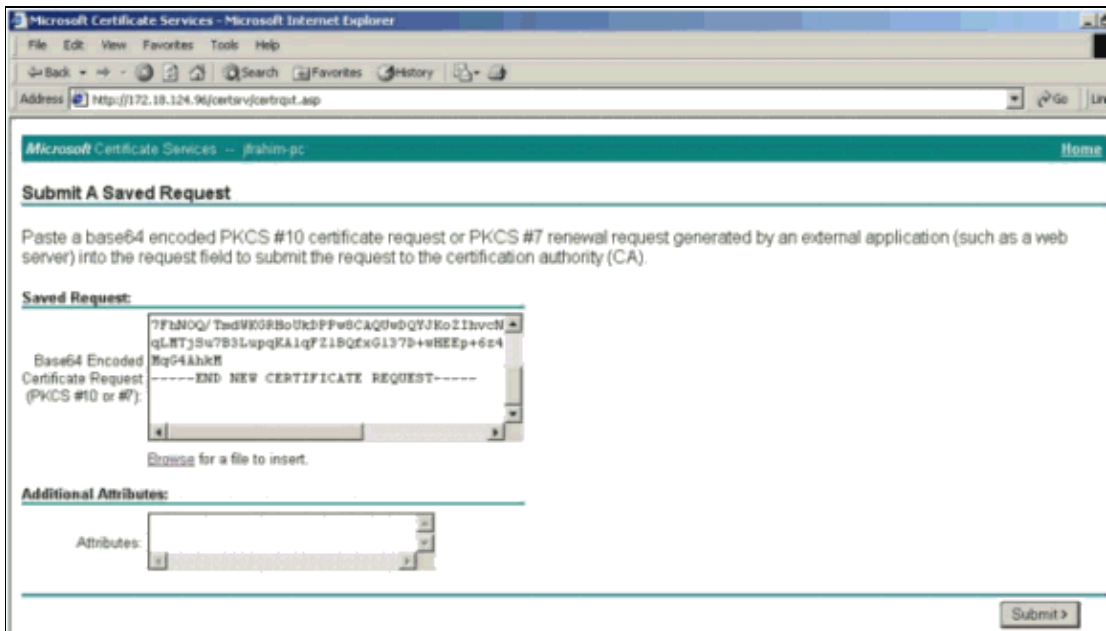 Microsoft Certificate Services - Microsoft Internet Explorer
File Edit View Favorites Tools Help
Back Search Favorites History
Address http://172.18.124.96/certsrv/certrqxt.asp Go
Microsoft Certificate Services -- jfrahim-pc Home
Submit A Saved Request
Paste a base64 encoded PKCS #10 certificate request or PKCS #7 renewal request generated by an external application (such as a web
server) into the request field to submit the request to the certification authority (CA).
Saved Request:
Base64 Encoded
Certificate Request
(PKCS #10 or #7):
-----END NEW CERTIFICATE REQUEST-----
Browse for a file to insert.
Additional Attributes:
Attributes:
Submit >